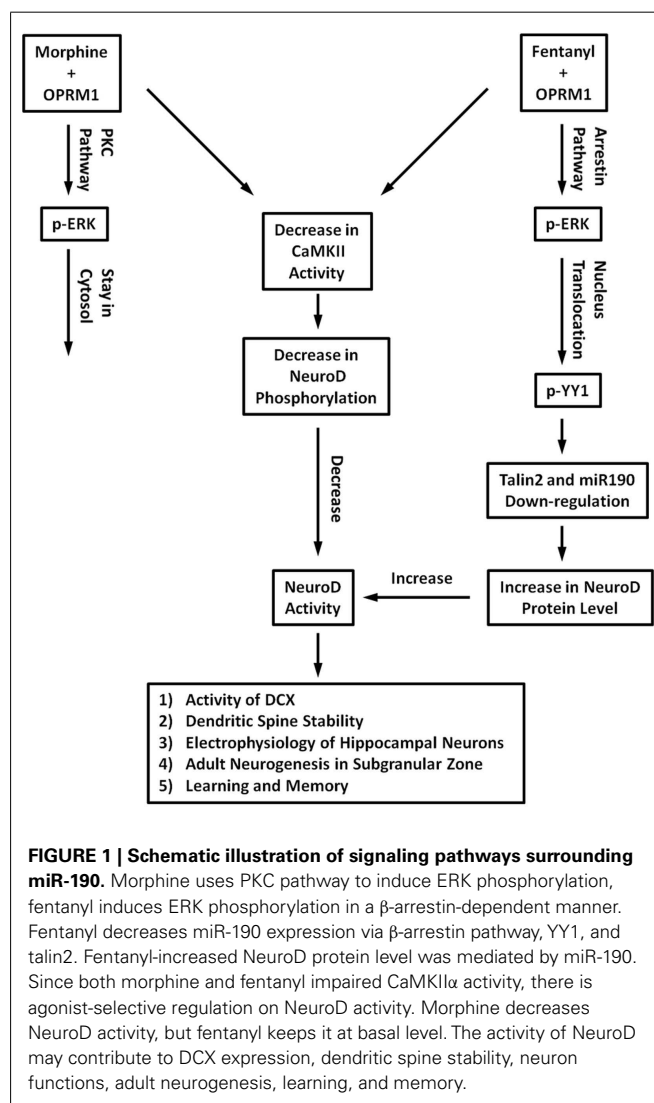 Morphine
+
OPRM1
Fentanyl
+
OPRM1
PKC
Pathway
Arrestin
Pathway
p-ERK
p-ERK
Decrease in
CaMKII
Activity
Stay in
Cytosol
Nucleus
Translocation
Decrease in
NeuroD
Phosphorylation
p-YY1
Decrease
Talin2 and miR190
Down-regulation
NeuroD
Activity
Increase
Increase in NeuroD
Protein Level
1) Activity of DCX
2) Dendritic Spine Stability
3) Electrophysiology of Hippocampal Neurons
4) Adult Neurogenesis in Subgranular Zone
5) Learning and Memory
FIGURE 1 | Schematic illustration of signaling pathways surrounding
miR-190. Morphine uses PKC pathway to induce ERK phosphorylation,
fentanyl induces ERK phosphorylation in a β-arrestin-dependent manner.
Fentanyl decreases miR-190 expression via β-arrestin pathway, YY1, and
talin2. Fentanyl-increased NeuroD protein level was mediated by miR-190.
Since both morphine and fentanyl impaired CaMKIIα activity, there is
agonist-selective regulation on NeuroD activity. Morphine decreases
NeuroD activity, but fentanyl keeps it at basal level. The activity of NeuroD
may contribute to DCX expression, dendritic spine stability, neuron
functions, adult neurogenesis, learning, and memory.